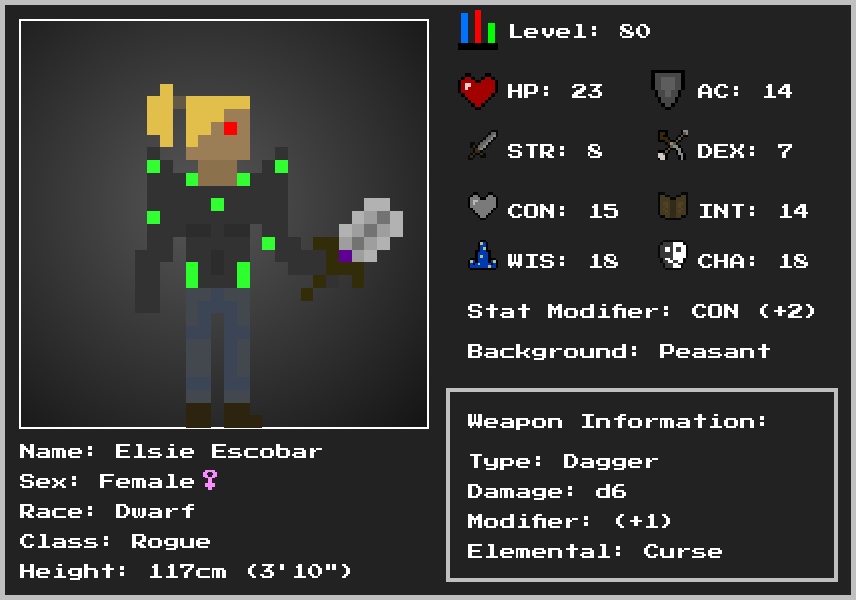 Level: 80
HP: 23 AC: 14
STR: 8 DEX: 7
CON: 15 INT: 14
WIS: 18 CHA: 18
Stat Modifier: CON (+2)
Background: Peasant
Weapon Information:
Type: Dagger
Damage: d6
Modifier: (+1)
Elemental: Curse
Name: Elsie Escobar
Sex: Female♀
Race: Dwarf
Class: Rogue
Height: 117cm (3'10")